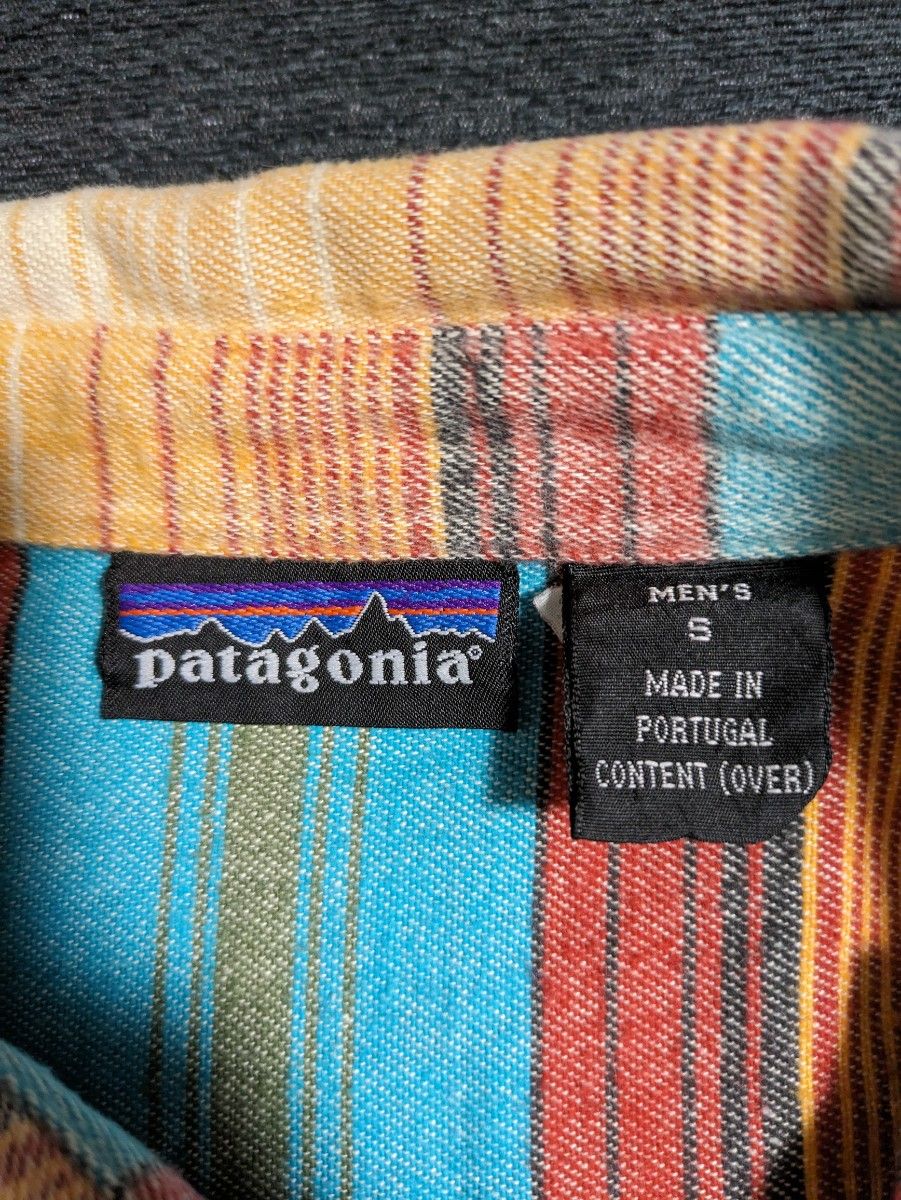 patagonia®
MEN'S
S
MADE IN
PORTUGAL
CONTENT (OVER)